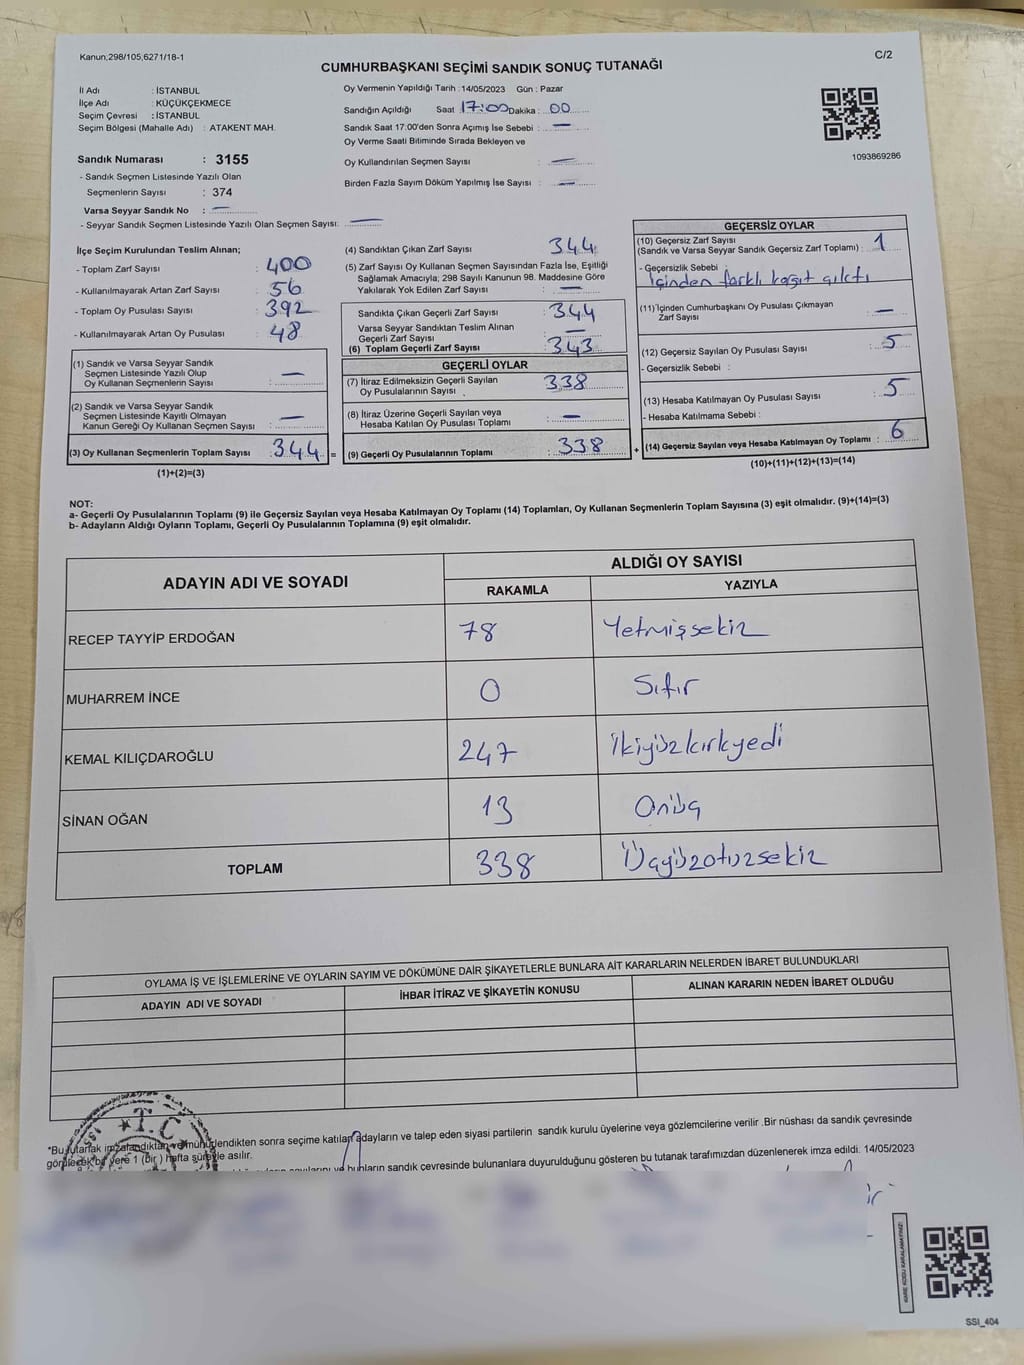 Kanun;298/105,6271/18-1
C/2
CUMHURBAŞKANI SEÇİMİ SANDIK SONUÇ TUTANAĞI
İl Adı : İSTANBUL
İlçe Adı : KÜÇÜKÇEKMECE
Seçim Çevresi : İSTANBUL
Seçim Bölgesi (Mahalle Adı) : ATAKENT MAH.
Sandık Numarası : 3155
- Sandık Seçmen Listesinde Yazılı Olan
Seçmenlerin Sayısı : 374
Varsa Seyyar Sandık No : —
- Seyyar Sandık Seçmen Listesinde Yazılı Olan Seçmen Sayısı: —
Oy Vermenin Yapıldığı Tarih : 14/05/2023 Gün : Pazar
Sandığın Açıldığı Saat 17:00 Dakika : 00
Sandık Saat 17.00'den Sonra Açımış İse Sebebi : —
Oy Verme Saati Bitiminde Sırada Bekleyen ve
Oy Kullandırılan Seçmen Sayısı : —
Birden Fazla Sayım Döküm Yapılmış İse Sayısı : —
1093869286
İlçe Seçim Kurulundan Teslim Alınan;
- Toplam Zarf Sayısı : 400
- Kullanılmayarak Artan Zarf Sayısı : 56
- Toplam Oy Pusulası Sayısı : 392
- Kullanılmayarak Artan Oy Pusulası : 48
(1) Sandık ve Varsa Seyyar Sandık
Seçmen Listesinde Yazılı Olup
Oy Kullanan Seçmenlerin Sayısı : —
(2) Sandık ve Varsa Seyyar Sandık
Seçmen Listesinde Kayıtlı Olmayan
Kanun Gereği Oy Kullanan Seçmen Sayısı : —
(3) Oy Kullanan Seçmenlerin Toplam Sayısı : 344 =
(1)+(2)=(3)
(4) Sandıktan Çıkan Zarf Sayısı 344
(5) Zarf Sayısı Oy Kullanan Seçmen Sayısından Fazla İse, Eşitliği
Sağlamak Amacıyla; 298 Sayılı Kanunun 98. Maddesine Göre
Yakılarak Yok Edilen Zarf Sayısı : —
Sandıkta Çıkan Geçerli Zarf Sayısı : 344
Varsa Seyyar Sandıktan Teslim Alınan
Geçerli Zarf Sayısı : —
(6) Toplam Geçerli Zarf Sayısı : 343
GEÇERLİ OYLAR
(7) İtiraz Edilmeksizin Geçerli Sayılan
Oy Pusulalarının Sayısı : 338
(8) İtiraz Üzerine Geçerli Sayılan veya
Hesaba Katılan Oy Pusulası Toplamı : —
(9) Geçerli Oy Pusulalarının Toplamı : 338 +
GEÇERSİZ OYLAR
(10) Geçersiz Zarf Sayısı
(Sandık ve Varsa Seyyar Sandık Geçersiz Zarf Toplamı) : 1
- Geçersizlik Sebebi
İçinden farklı kağıt çıktı
(11) İçinden Cumhurbaşkanı Oy Pusulası Çıkmayan
Zarf Sayısı : —
(12) Geçersiz Sayılan Oy Pusulası Sayısı : 5
- Geçersizlik Sebebi :
(13) Hesaba Katılmayan Oy Pusulası Sayısı : 5
- Hesaba Katılmama Sebebi :
(14) Geçersiz Sayılan veya Hesaba Katılmayan Oy Toplamı : 6
(10)+(11)+(12)+(13)=(14)
NOT:
a- Geçerli Oy Pusulalarının Toplamı (9) ile Geçersiz Sayılan veya Hesaba Katılmayan Oy Toplamı (14) Toplamları, Oy Kullanan Seçmenlerin Toplam Sayısına (3) eşit olmalıdır. (9)+(14)=(3)
b- Adayların Aldığı Oyların Toplamı, Geçerli Oy Pusulalarının Toplamına (9) eşit olmalıdır.
ADAYIN ADI VE SOYADI
ALDIĞI OY SAYISI
RAKAMLA YAZIYLA
RECEP TAYYİP ERDOĞAN 78 Yetmişsekiz
MUHARREM İNCE 0 Sıfır
KEMAL KILIÇDAROĞLU 247 İkiyüzkırkyedi
SİNAN OĞAN 13 Onüç
TOPLAM 338 Üçyüzotuzsekiz
OYLAMA İŞ VE İŞLEMLERİNE VE OYLARIN SAYIM VE DÖKÜMÜNE DAİR ŞİKAYETLERLE BUNLARA AİT KARARLARIN NELERDEN İBARET BULUNDUKLARI
ADAYIN ADI VE SOYADI İHBAR İTİRAZ VE ŞİKAYETİN KONUSU ALINAN KARARIN NEDEN İBARET OLDUĞU
T.C.
*Bu tutanak imzalandıktan ve mühürlendikten sonra seçime katılan adayların ve talep eden siyasi partilerin sandık kurulu üyelerine veya gözlemcilerine verilir .Bir nüshası da sandık çevresinde
görülecek bir yere 1 (bir ) hafta süreyle asılır.
ve bunların sandık çevresinde bulunanlara duyurulduğunu gösteren bu tutanak tarafımızdan düzenlenerek imza edildi. 14/05/2023
KARE KODU KARALAMAYINIZ!
SSI_404